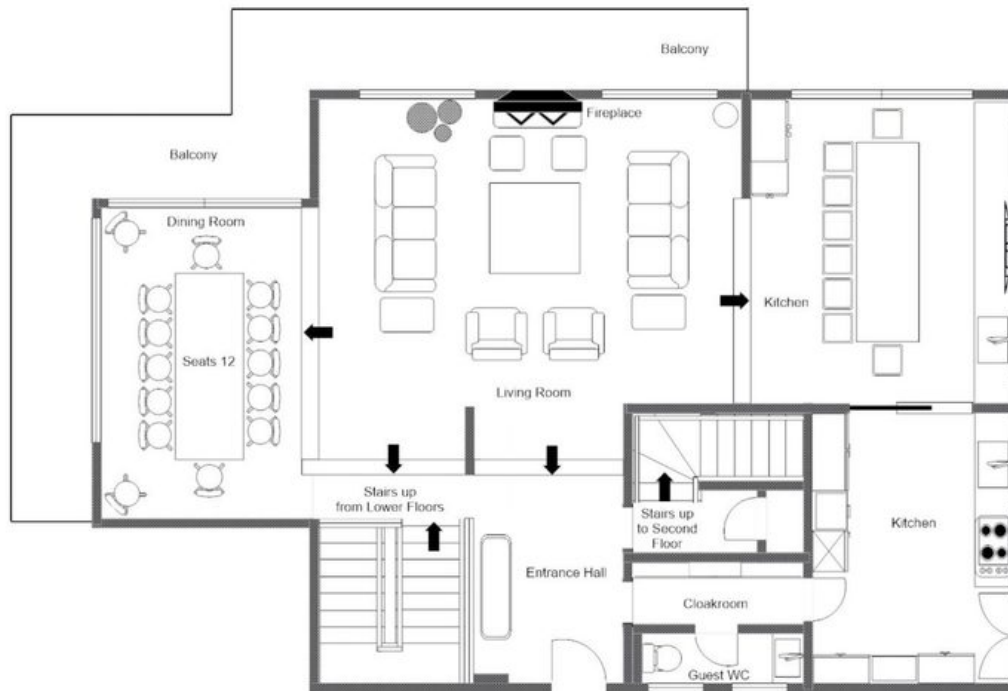 Balcony
Fireplace
Balcony
Dining Room
Kitchen
Seats 12
Living Room
Stairs up
from Lower Floors
Stairs up
to Second
Floor
Kitchen
Entrance Hall
Cloakroom
Guest WC